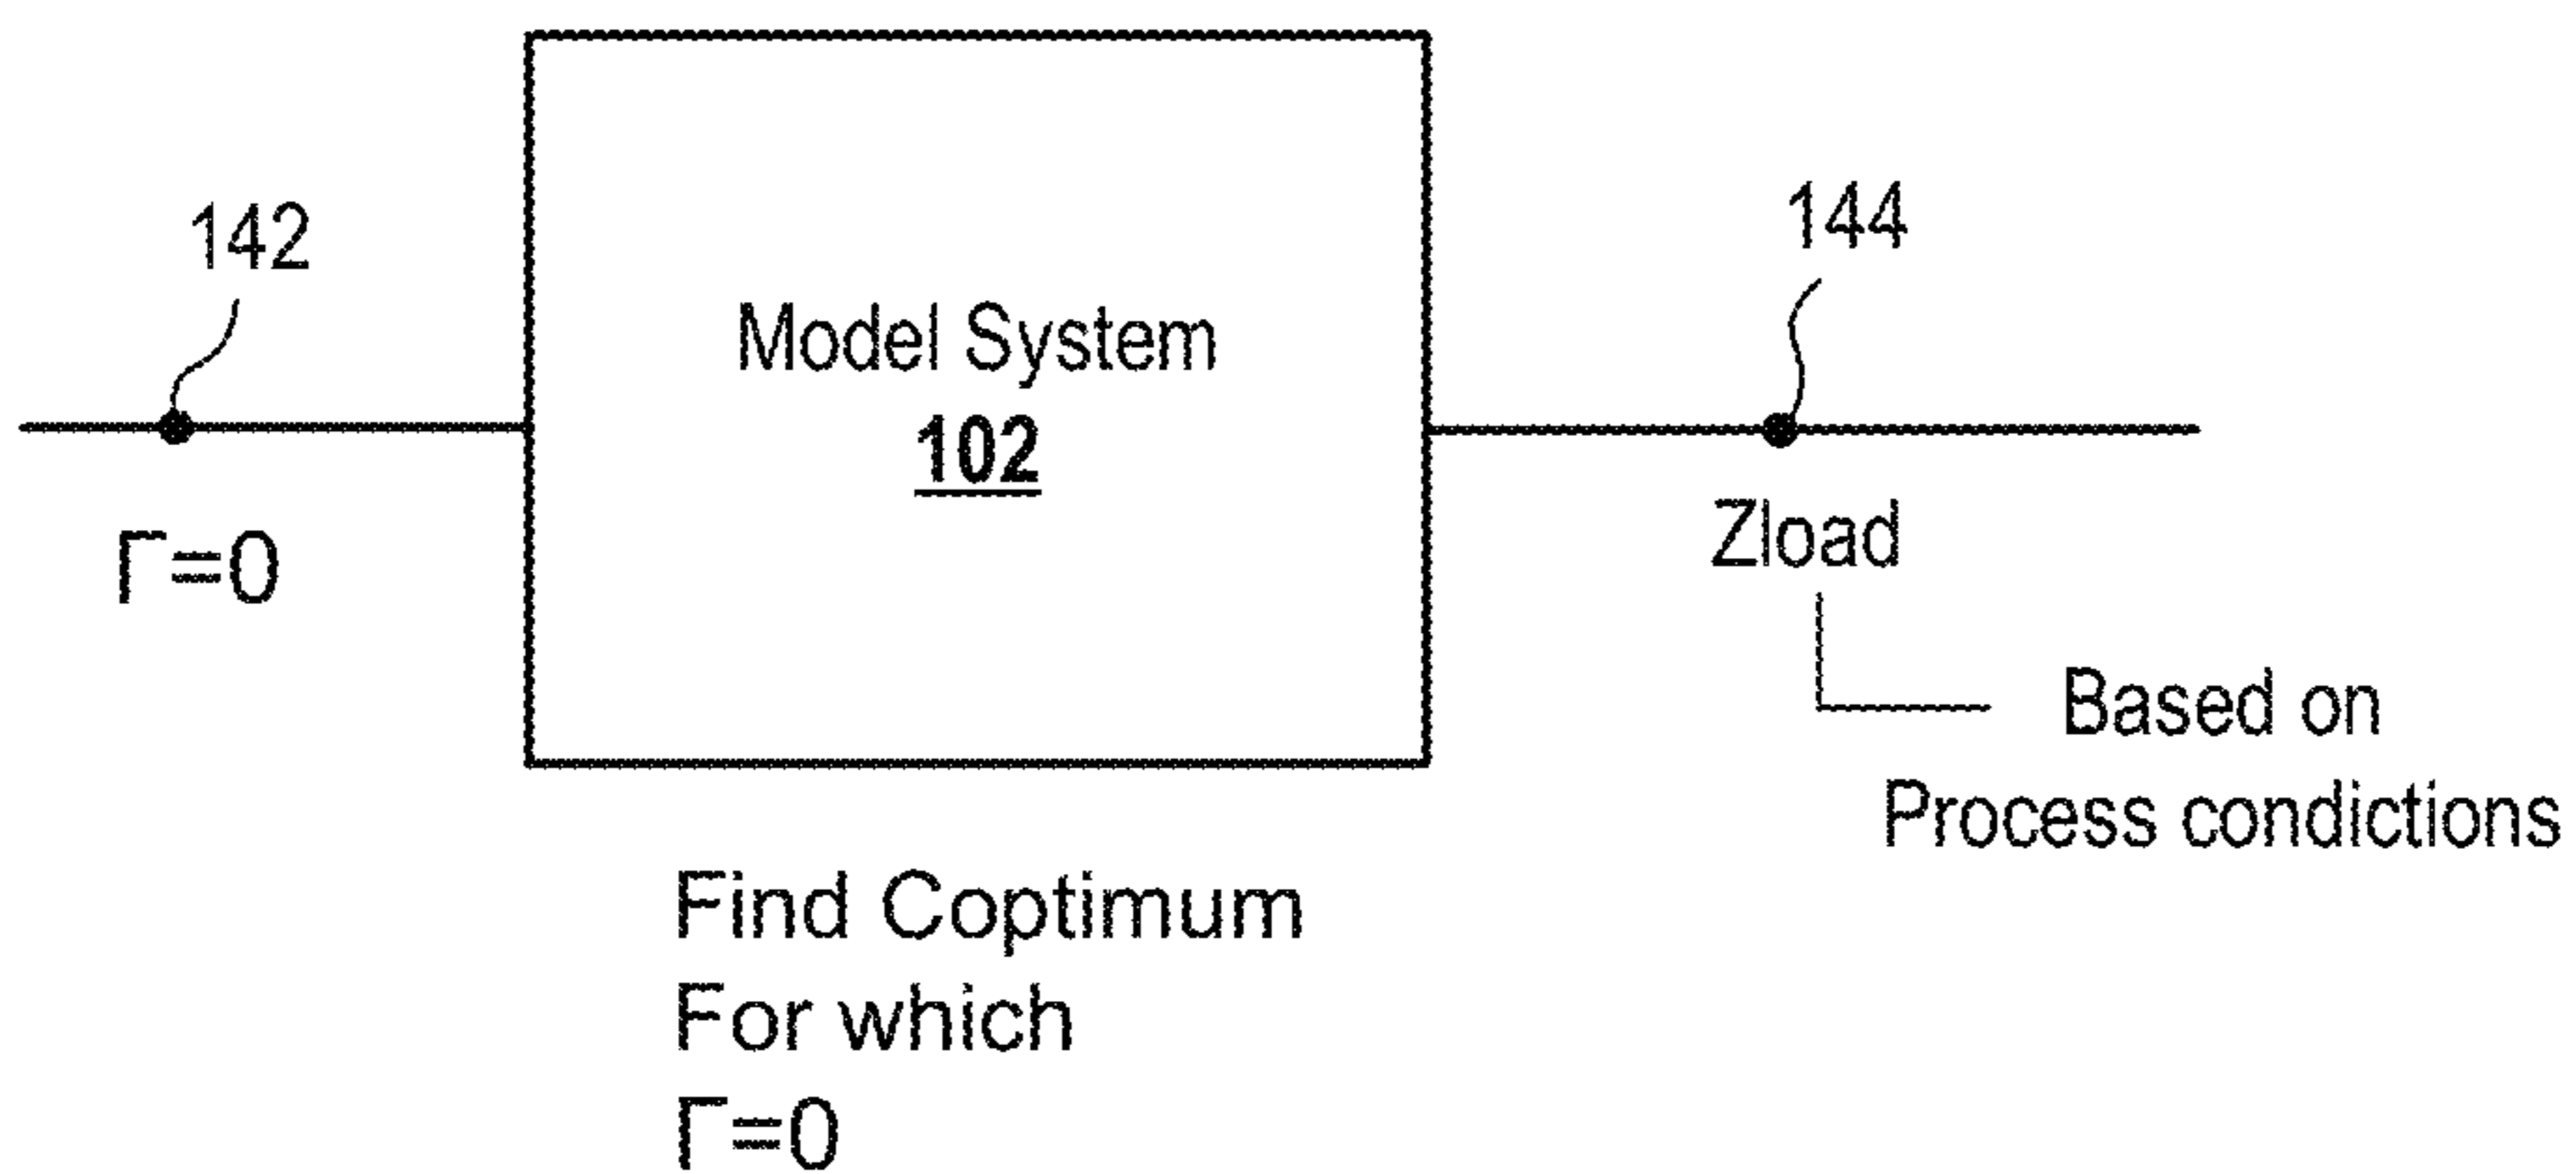 142
144
Model System
102
Γ=0
Zload
Based on
Process condictions
Find Coptimum
For which
Γ=0